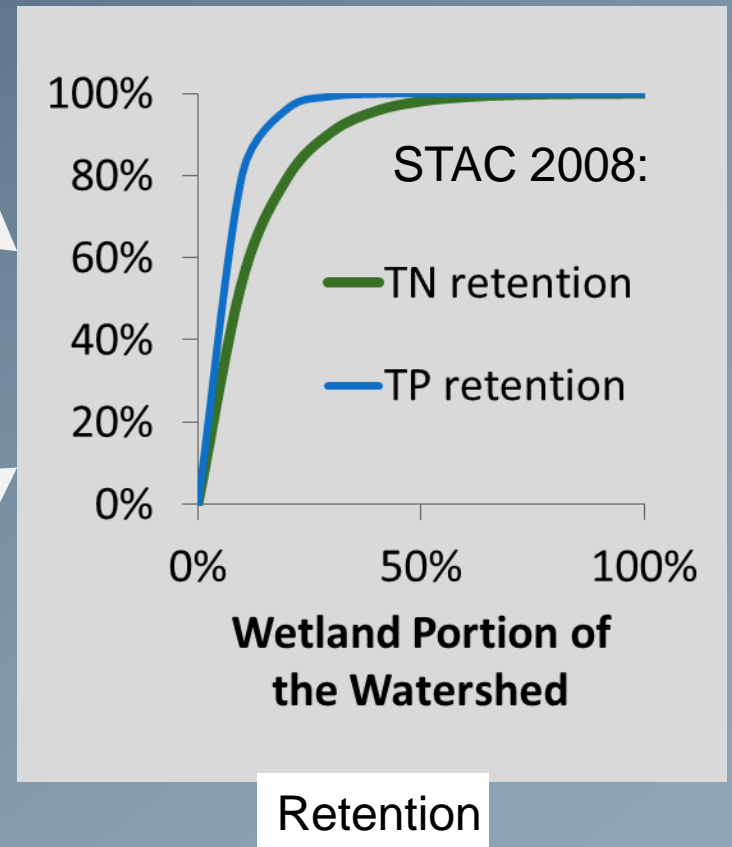 100%
80%
60%
40%
20%
0%
STAC 2008:
TN retention
TP retention
0% 50% 100%
Wetland Portion of
the Watershed
Retention